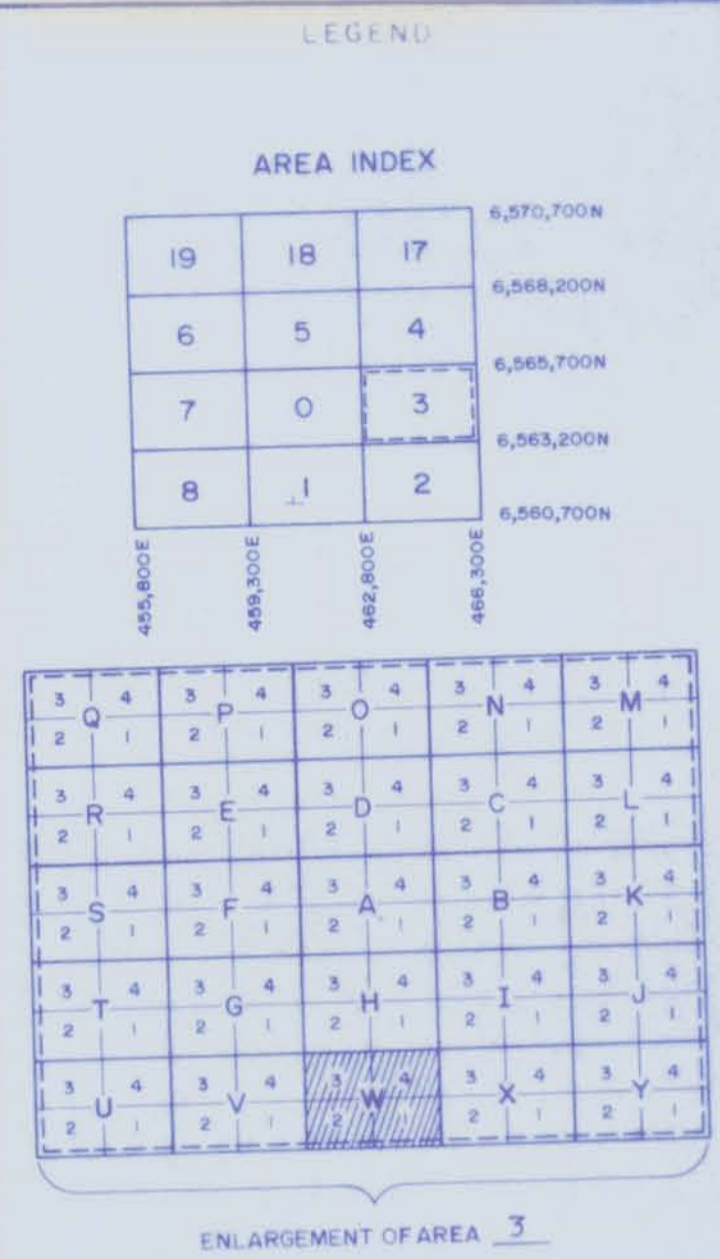 LEGEND
AREA INDEX
6,570,700N
19 18 17
6,568,200N
6 5 4
6,565,700N
7 0 3
6,563,200N
8 1 2
6,560,700N
455,800E 459,300E 462,800E 466,300E
3 4 3 4 3 4 3 4 3 4
Q P O N M
2 1 2 1 2 1 2 1 2 1
3 4 3 4 3 4 3 4 3 4
R E D C L
2 1 2 1 2 1 2 1 2 1
3 4 3 4 3 4 3 4 3 4
S F A B K
2 1 2 1 2 1 2 1 2 1
3 4 3 4 3 4 3 4 3 4
T G H I J
2 1 2 1 2 1 2 1 2 1
3 4 3 4 3 4 3 4 3 4
U V W X Y
2 1 2 1 2 1 2 1 2 1
ENLARGEMENT OF AREA 3